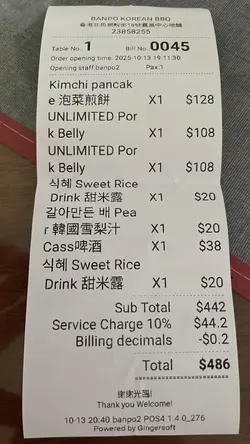 BANPO KOREAN BBQ
23858255
Table No. 1 Bill No. 0045
Order opening time: 2025-10-13 19:11:30
Opening staff:banpo2 Pax:1
Kimchi pancak
e 泡菜煎餅 X1 $128
UNLIMITED Por
k Belly X1 $108
UNLIMITED Por
k Belly X1 $108
식혜 Sweet Rice
Drink 甜米露 X1 $20
갈아만든 배 Pea
r 韓國雪梨汁 X1 $20
Cass啤酒 X1 $38
식혜 Sweet Rice
Drink 甜米露 X1 $20
Sub Total $442
Service Charge 10% $44.2
Billing decimals -$0.2
Total $486
謝謝光臨!
Thank you Welcome!
10-13 20:40 banpo2 POS4 1.4.0_276
Powered by Gingersoft